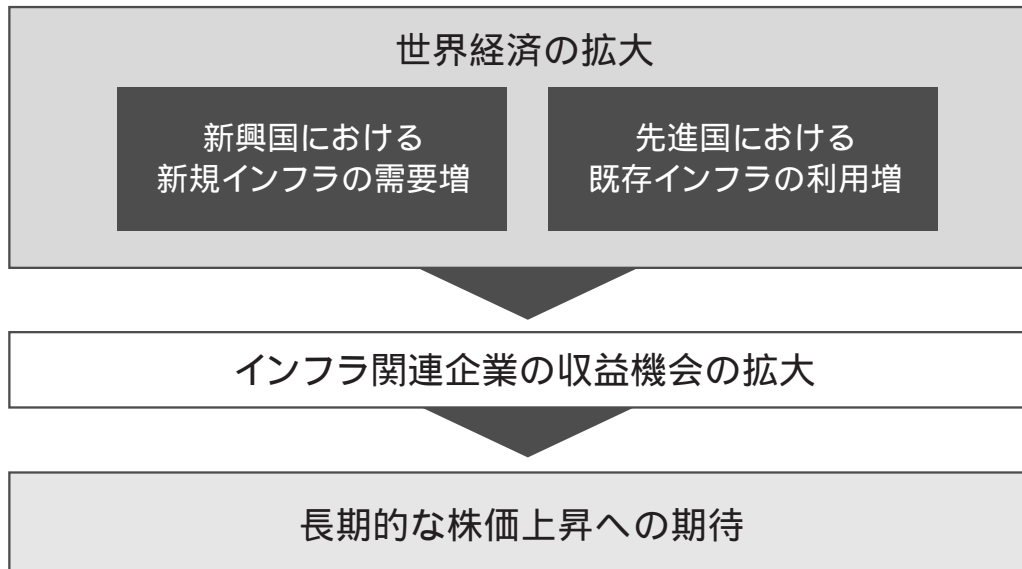 世界経済の拡大
新興国における
新規インフラの需要増
先進国における
既存インフラの利用増
インフラ関連企業の収益機会の拡大
長期的な株価上昇への期待